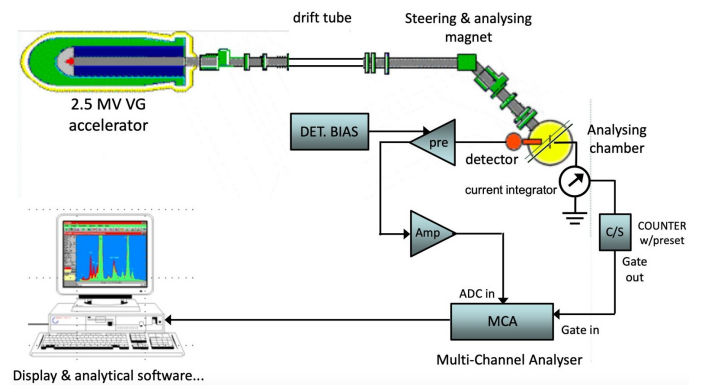 drift tube
Steering & analysing
magnet
2.5 MV VG
accelerator
DET. BIAS
pre
detector
Analysing
chamber
current integrator
Amp
C/S
COUNTER
w/preset
Gate
out
ADC in
MCA
Gate in
Multi-Channel Analyser
Display & analytical software...